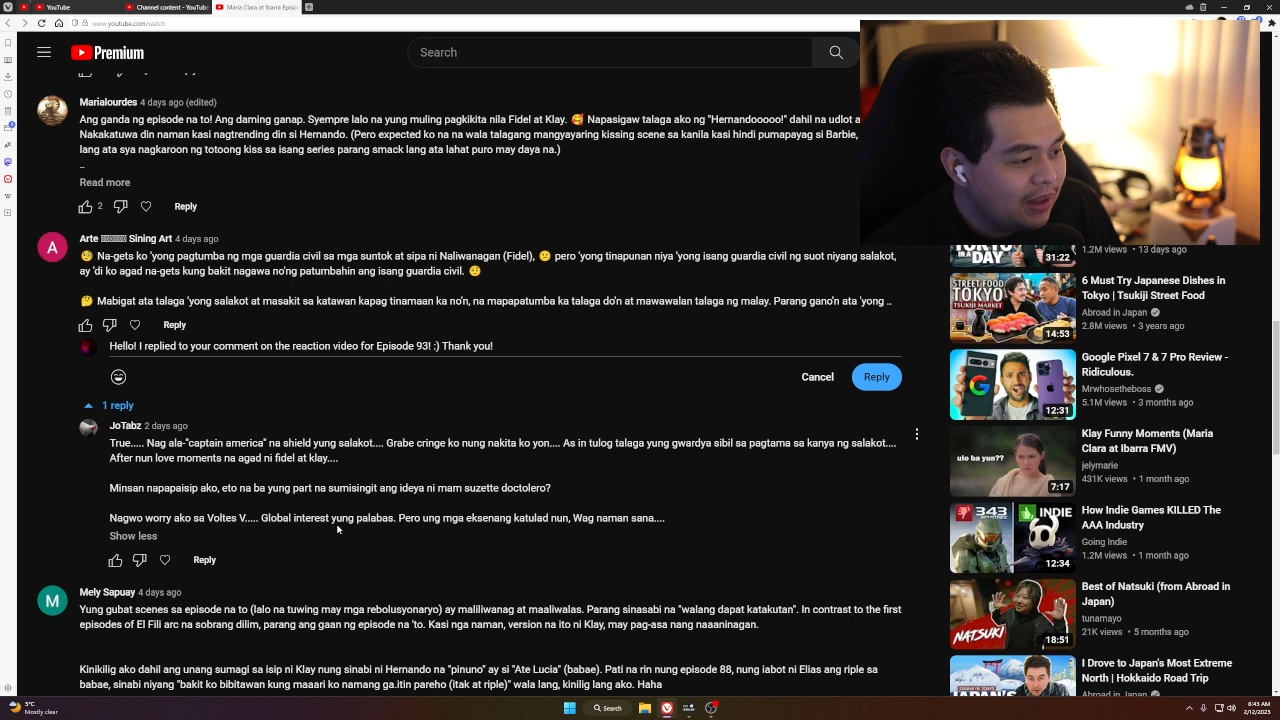 YouTube
Channel content - YouTube
Maria Clara at Ibarra Episo
www.youtube.com/watch
Premium
Search
Reply
Marialourdes 4 days ago (edited)
Ang ganda ng episode na to! Ang daming ganap. Syempre lalo na yung muling pagkikita nila Fidel at Klay. 🥰 Napasigaw talaga ako ng "Hernandooooo!" dahil na udlot a
Nakakatuwa din naman kasi nagtrending din si Hernando. (Pero expected ko na na wala talagang mangyayaring kissing scene sa kanila kasi hindi pumapayag si Barbie,
lang ata sya nagkaroon ng totoong kiss sa isang series parang smack lang ata lahat puro may daya na.)
..
Read more
2
Reply
Arte Sining Art 4 days ago
Na-gets ko 'yong pagtumba ng mga guardia civil sa mga suntok at siko ni Naliwanagan (Fidel), pero 'yong tinapunan niya 'yong isang guardia civil ng suot niyang salakot,
ay 'di ko agad na-gets kung bakit nagawa no'ng patumbahin ang isang guardia civil.
🤔 Mabigat ata talaga 'yong salakot at masakit sa katawan kapag tinamaan ka no'n, na mapapatumba ka talaga do'n at mawawalan talaga ng malay. Parang gano'n ata 'yong ..
Reply
Hello! I replied to your comment on the reaction video for Episode 93! :) Thank you!
Cancel
Reply
1 reply
JoTabz 2 days ago
True..... Nag ala-"captain america" na shield yung salakot.... Grabe cringe ko nung nakita ko yon.... As in tulog talaga yung gwardya sibil sa pagtama sa kanya ng salakot....
After nun love moments na agad ni fidel at klay....
Minsan napapaisip ako, eto na ba yung part na sumisingit ang ideya ni mam suzette doctolero?
Nagwo worry ako sa Voltes V..... Global interest yung palabas. Pero ung mga eksenang katulad nun, Wag naman sana....
Show less
Reply
Mely Sapuay 4 days ago
Yung gubat scenes sa episode na to (lalo na tuwing may mga rebolusyonaryo) ay maliliwanag at maaliwalas. Parang sinasabi na "walang dapat katakutan". In contrast to the first
episodes of El Fili arc na sobrang dilim, parang ang gaan ng episode na 'to. Kasi nga naman, version na ito ni Klay, may pag-asa nang naaaninagan.
Kinikilig ako dahil ang unang sumagi sa isip ni Klay nung sinabi ni Hernando na "pinuno" ay si "Ate Lucia" (babae). Pati na rin nung episode 88, nung iabot ni Elias ang riple sa
babae, sinabi niyang "bakit ko bibitawan kung maaari ko namang ga.itin pareho (itak at riple)" wala lang, kinilig lang ako. Haha
TOKYO
IN A DAY
31:22
1.2M views • 13 days ago
STREET FOOD
TOKYO
TSUKIJI MARKET
14:53
6 Must Try Japanese Dishes in
Tokyo | Tsukiji Street Food
Abroad in Japan
2.8M views • 3 years ago
12:31
Google Pixel 7 & 7 Pro Review -
Ridiculous.
Mrwhosetheboss
5.1M views • 3 months ago
ulo ba yun??
7:17
Klay Funny Moments (Maria
Clara at Ibarra FMV)
jelymarie
431K views • 1 month ago
343
INDIE
12:34
How Indie Games KILLED The
AAA Industry
Going Indie
1.2M views • 1 month ago
NATSUKI
18:51
Best of Natsuki (from Abroad in
Japan)
tunamayo
21K views • 5 months ago
JAPAN'S
I Drove to Japan's Most Extreme
North | Hokkaido Road Trip
Abroad in Japan
5°C
Mostly clear
Search
6:43 AM
2/12/2023